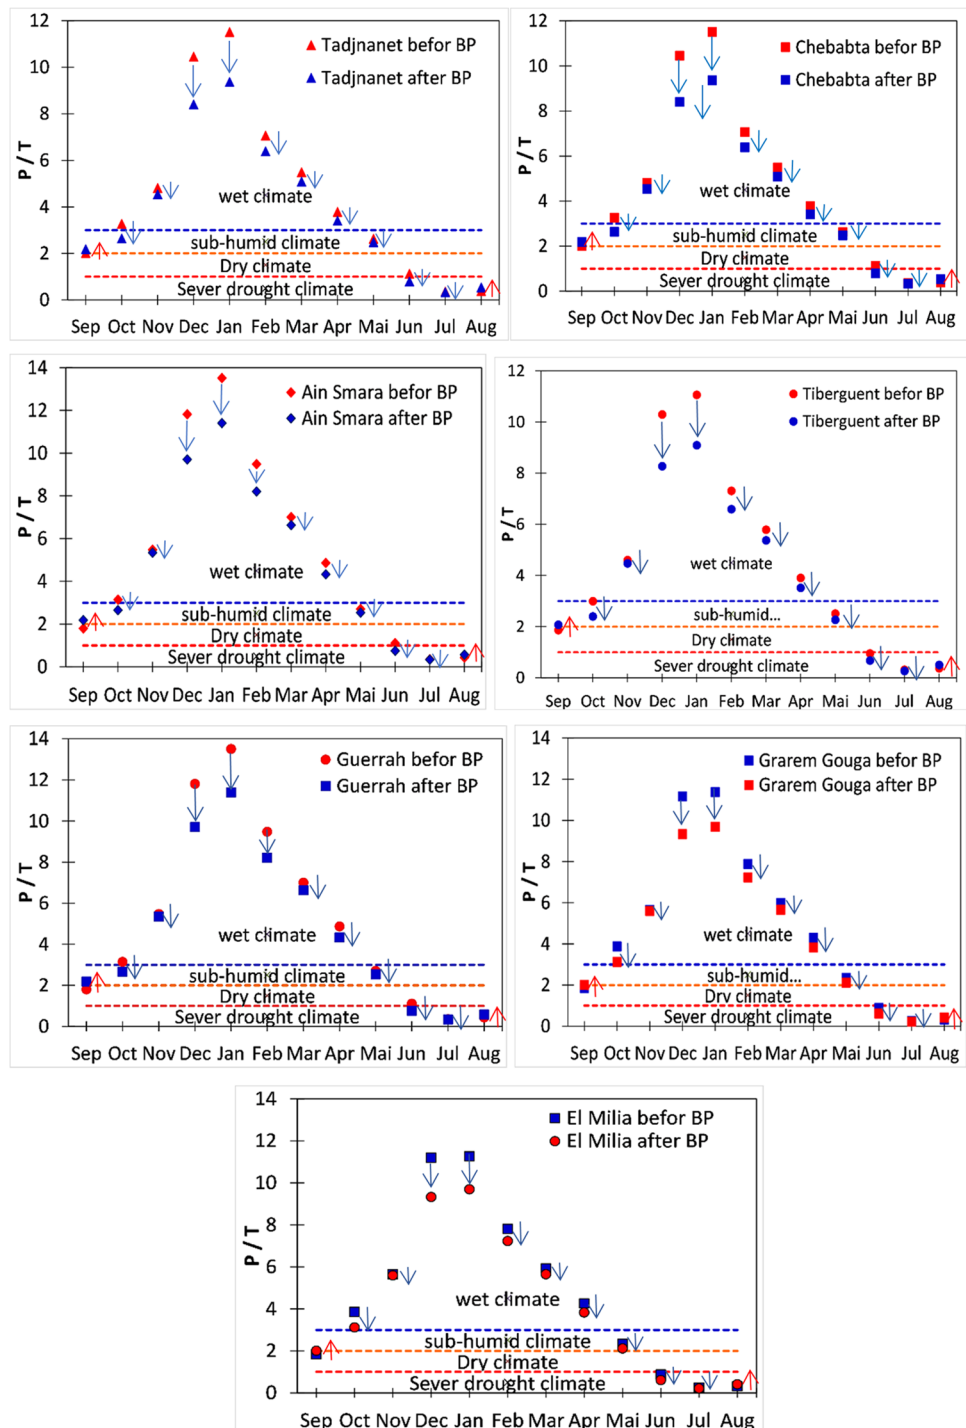 12
10
8
6
4
2
0
P / T
Tadjnanet befor BP
Tadjnanet after BP
wet climate
sub-humid climate
Dry climate
Sever drought climate
Sep Oct Nov Dec Jan Feb Mar Apr Mai Jun Jul Aug
12
10
8
6
4
2
0
P / T
Chebabta befor BP
Chebabta after BP
wet climate
sub-humid climate
Dry climate
Sever drought climate
Sep Oct Nov Dec Jan Feb Mar Apr Mai Jun Jul Aug
14
12
10
8
6
4
2
0
P / T
Ain Smara befor BP
Ain Smara after BP
wet climate
sub-humid climate
Dry climate
Sever drought climate
Sep Oct Nov Dec Jan Feb Mar Apr Mai Jun Jul Aug
12
10
8
6
4
2
0
P / T
Tiberguent befor BP
Tiberguent after BP
wet climate
sub-humid...
Dry climate
Sever drought climate
Sep Oct Nov Dec Jan Feb Mar Apr Mai Jun Jul Aug
14
12
10
8
6
4
2
0
P / T
Guerrah befor BP
Guerrah after BP
wet climate
sub-humid climate
Dry climate
Sever drought climate
Sep Oct Nov Dec Jan Feb Mar Apr Mai Jun Jul Aug
14
12
10
8
6
4
2
0
P / T
Grarem Gouga befor BP
Grarem Gouga after BP
wet climate
sub-humid...
Dry climate
Sever drought climate
Sep Oct Nov Dec Jan Feb Mar Apr Mai Jun Jul Aug
14
12
10
8
6
4
2
0
P / T
El Milia befor BP
El Milia after BP
wet climate
sub-humid climate
Dry climate
Sever drought climate
Sep Oct Nov Dec Jan Feb Mar Apr Mai Jun Jul Aug